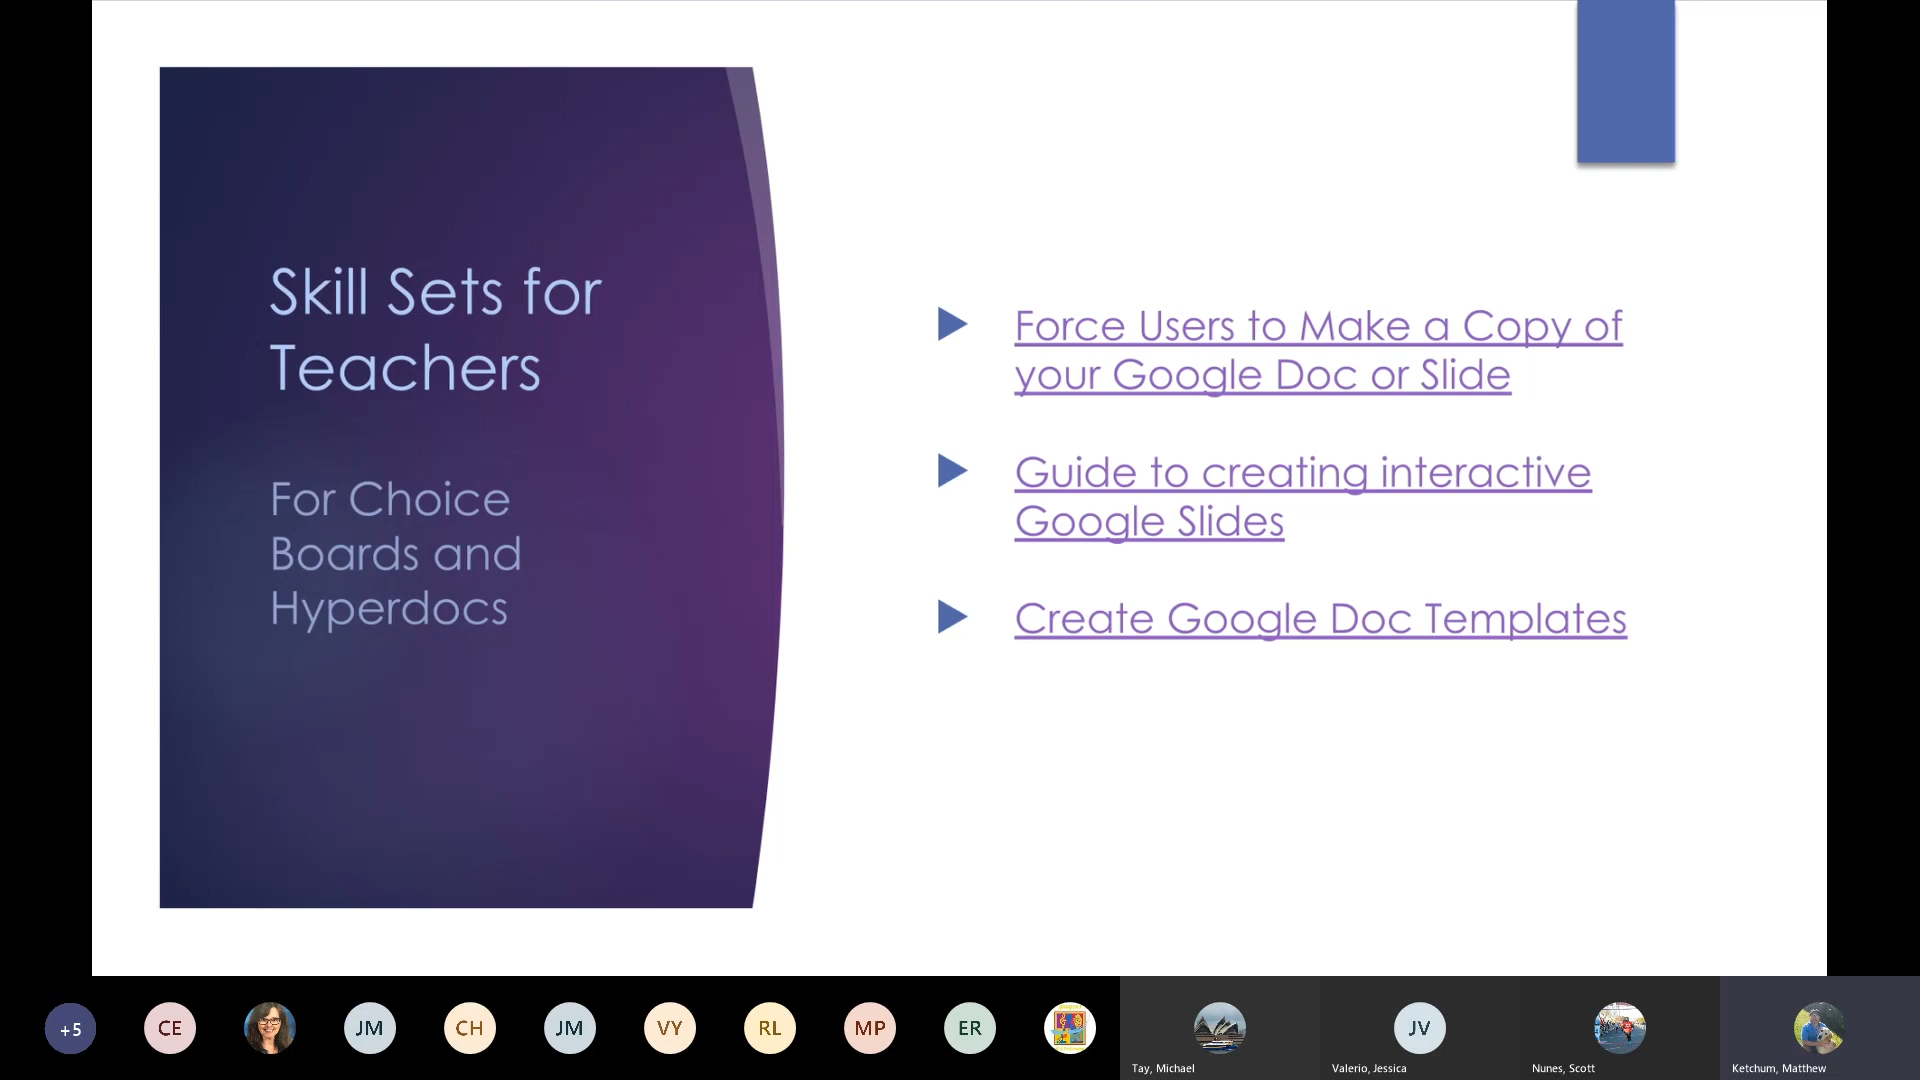 Skill Sets for
Teachers
For Choice
Boards and
Hyperdocs
Force Users to Make a Copy of
your Google Doc or Slide
Guide to creating interactive
Google Slides
Create Google Doc Templates
+5
CE
JM
CH
JM
VY
RL
MP
ER
JV
Tay, Michael
Valerio, Jessica
Nunes, Scott
Ketchum, Matthew